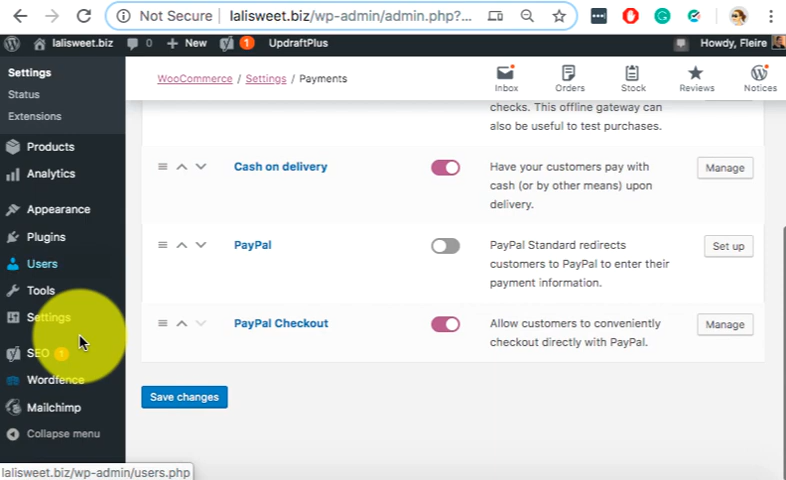 Not Secure | lalisweet.biz/wp-admin/admin.php?...
lalisweet.biz 0 + New 1 UpdraftPlus Howdy, Fleire
Settings
Status
Extensions
Products
Analytics
Appearance
Plugins
Users
Tools
Settings
SEO 1
Wordfence
Mailchimp
Collapse menu
lalisweet.biz/wp-admin/users.php
WooCommerce / Settings / Payments
Inbox Orders Stock Reviews Notices
checks. This offline gateway can
also be useful to test purchases.
Cash on delivery
Have your customers pay with
cash (or by other means) upon
delivery.
Manage
PayPal
PayPal Standard redirects
customers to PayPal to enter their
payment information.
Set up
PayPal Checkout
Allow customers to conveniently
checkout directly with PayPal.
Manage
Save changes